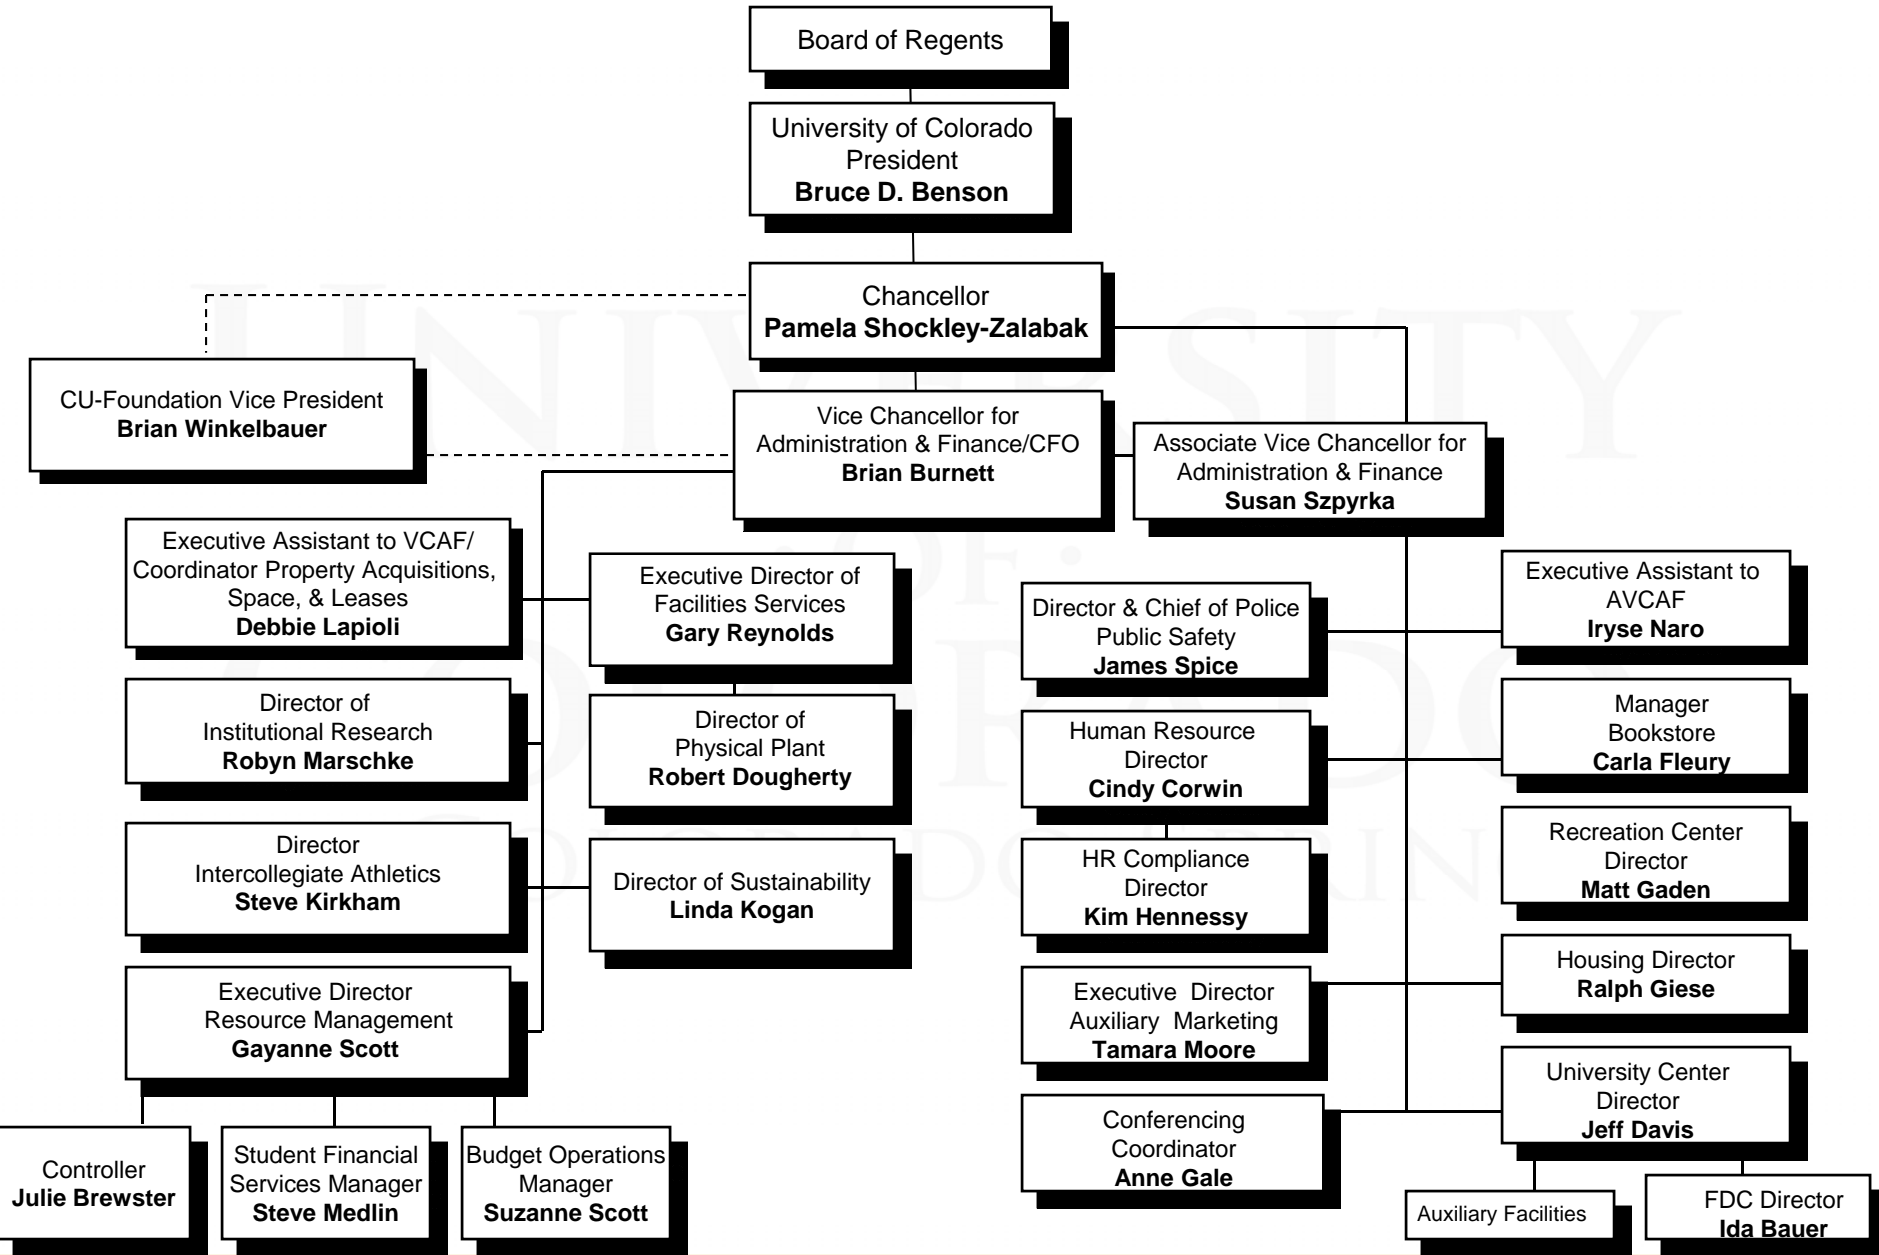 Board of Regents
University of Colorado
President
Bruce D. Benson
Chancellor
Pamela Shockley-Zalabak
CU-Foundation Vice President
Brian Winkelbauer
Vice Chancellor for
Administration & Finance/CFO
Brian Burnett
Associate Vice Chancellor for
Administration & Finance
Susan Szpyrka
Executive Assistant to VCAF/
Coordinator Property Acquisitions,
Space, & Leases
Debbie Lapioli
Executive Director of
Facilities Services
Gary Reynolds
Director of
Institutional Research
Robyn Marschke
Director of
Physical Plant
Robert Dougherty
Director
Intercollegiate Athletics
Steve Kirkham
Director of Sustainability
Linda Kogan
Executive Director
Resource Management
Gayanne Scott
Controller
Julie Brewster
Student Financial
Services Manager
Steve Medlin
Budget Operations
Manager
Suzanne Scott
Director & Chief of Police
Public Safety
James Spice
Executive Assistant to
AVCAF
Iryse Naro
Human Resource
Director
Cindy Corwin
Manager
Bookstore
Carla Fleury
HR Compliance
Director
Kim Hennessy
Recreation Center
Director
Matt Gaden
Executive Director
Auxiliary Marketing
Tamara Moore
Housing Director
Ralph Giese
Conferencing
Coordinator
Anne Gale
University Center
Director
Jeff Davis
Auxiliary Facilities
FDC Director
Ida Bauer
UNIVERSITY
OF